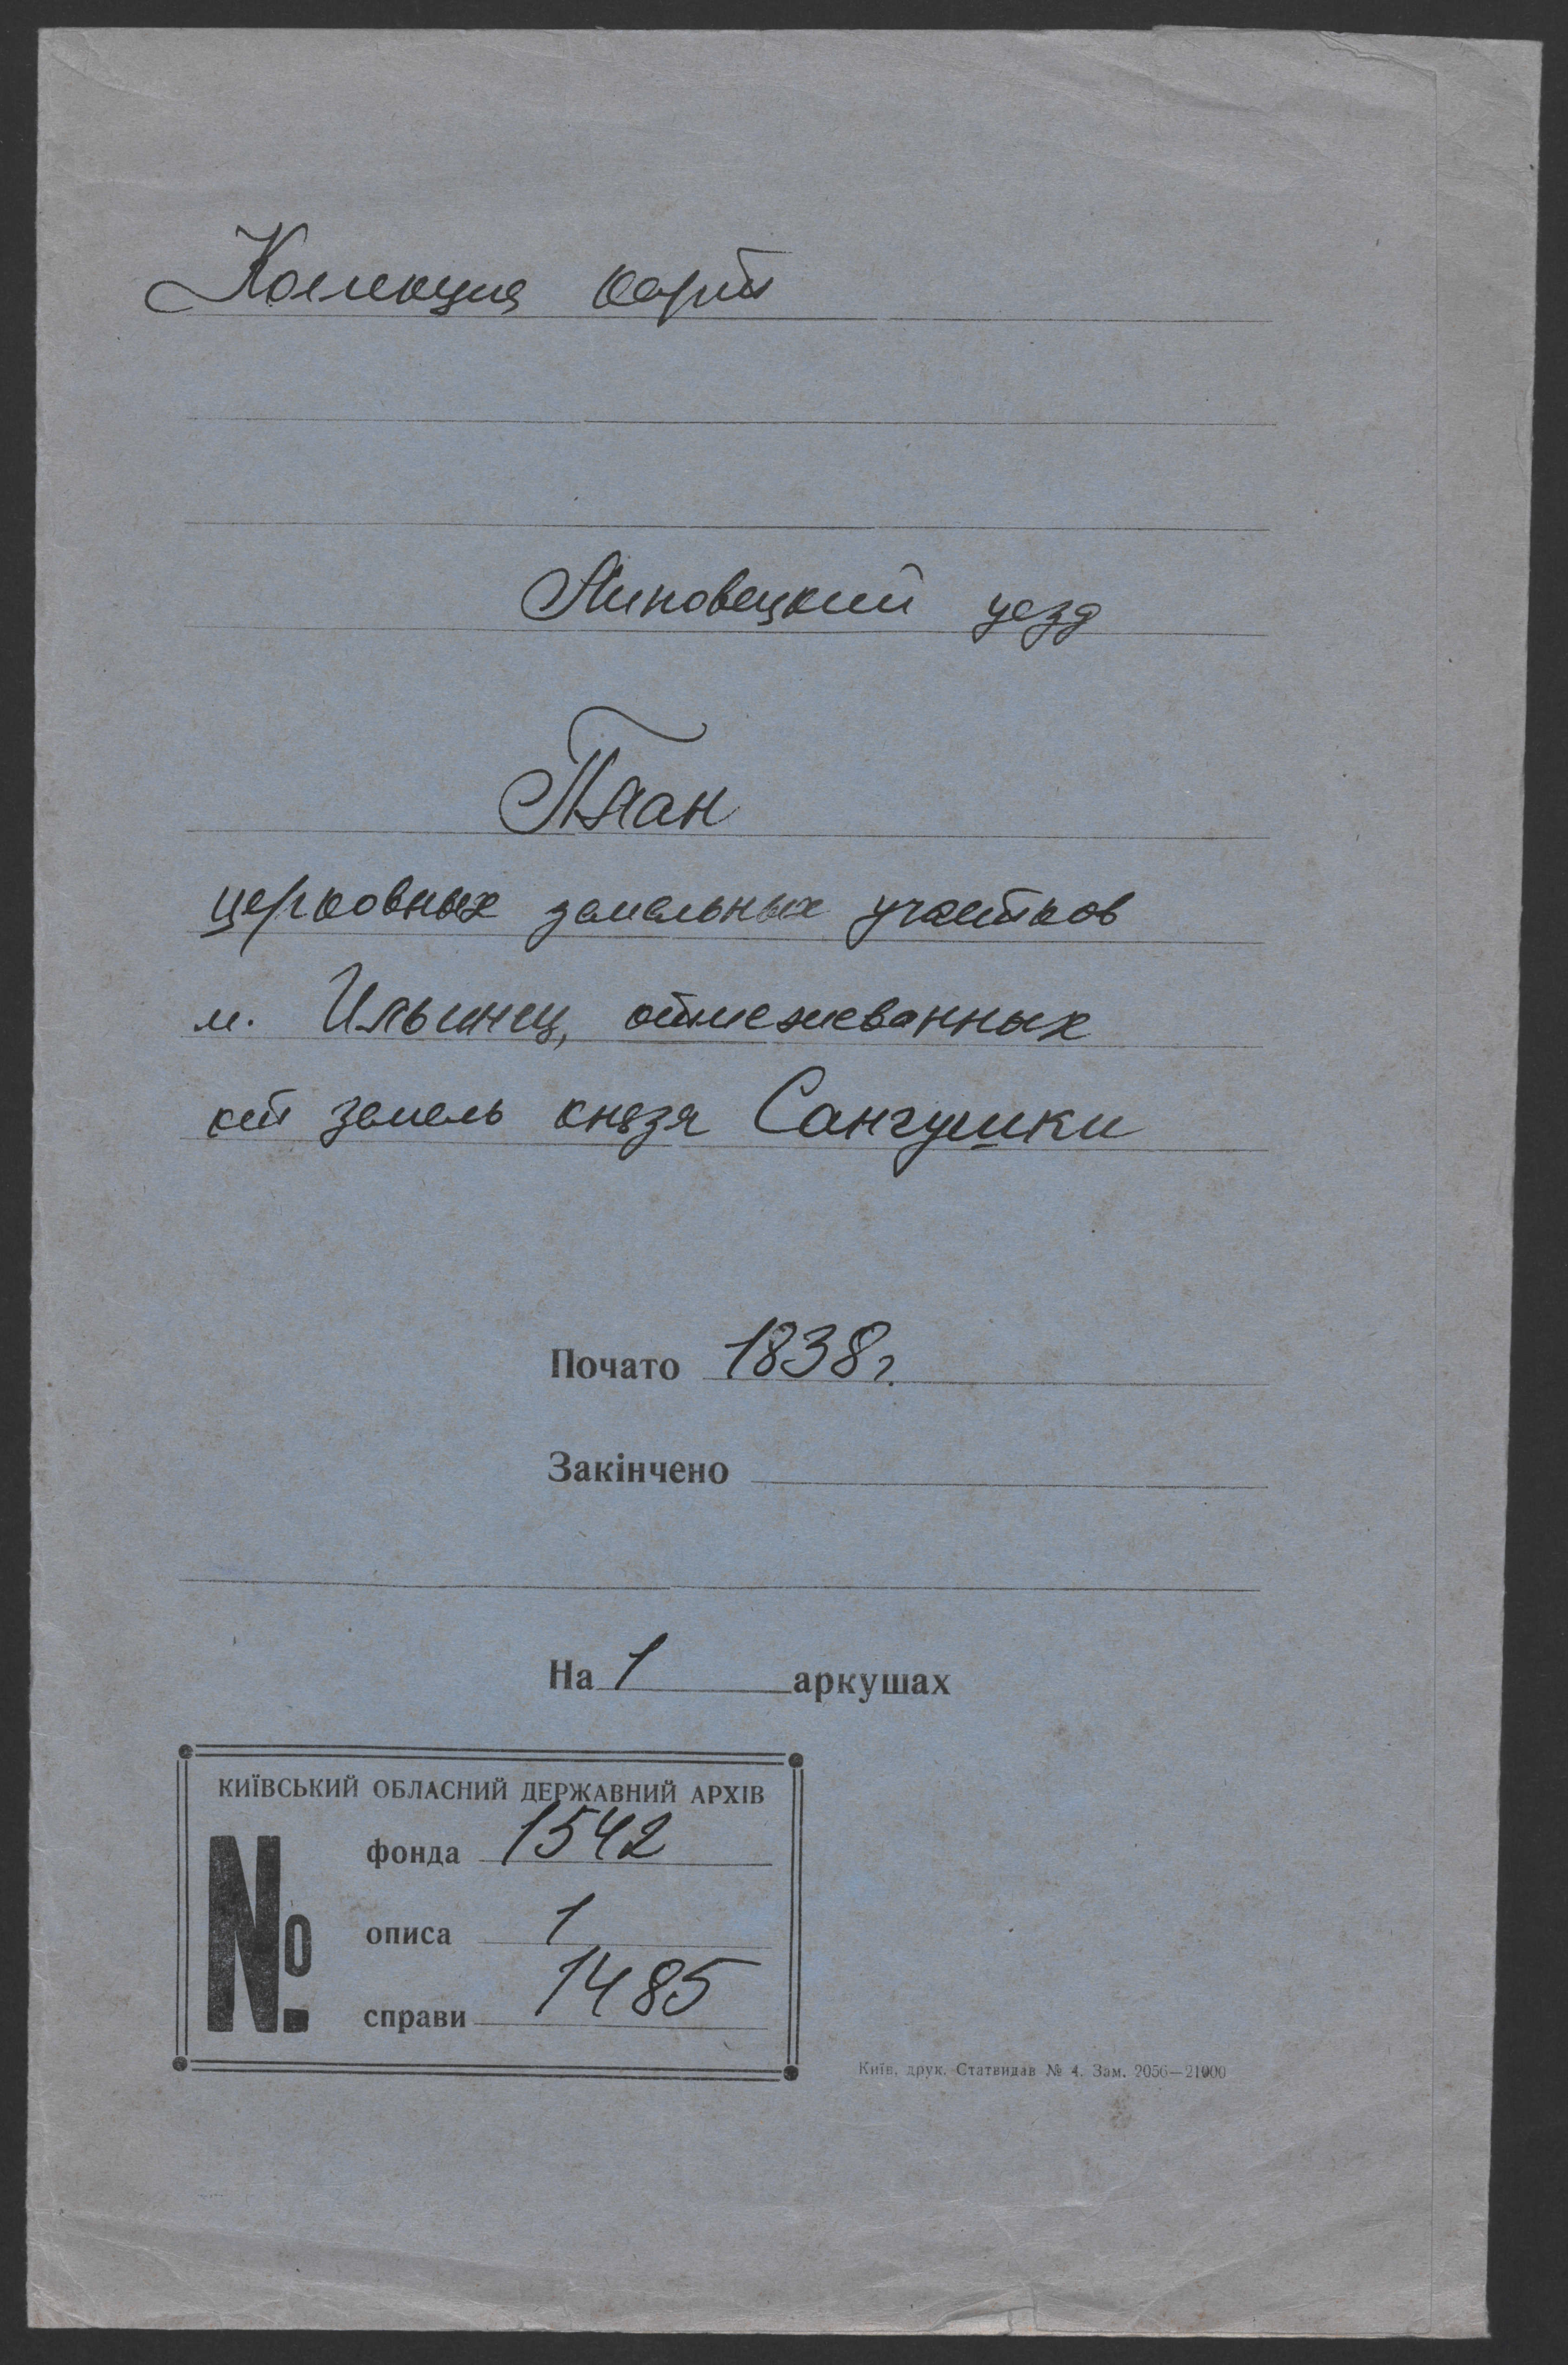 Коллекция карт
Липовецкий уезд
План
церковных земельных участков
м. Ильинец, отмежеванных
от земель князя Сангушки
Почато 1838 г.
Закінчено
На 1 аркушах
КИЇВСЬКИЙ ОБЛАСНИЙ ДЕРЖАВНИЙ АРХІВ
№
фонда 1542
описа 1
справи 1485
Київ, друк. Статвидав № 4. Зам. 2056—21000